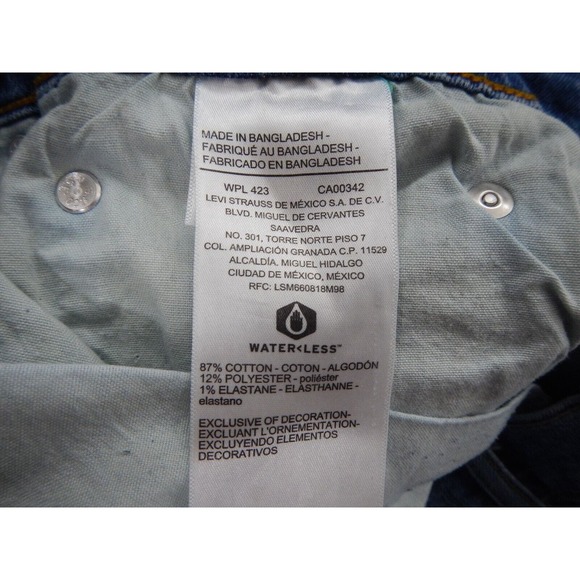 MADE IN BANGLADESH -
FABRIQUÉ AU BANGLADESH -
FABRICADO EN BANGLADESH
WPL 423 CA00342
LEVI STRAUSS DE MÉXICO S.A. DE C.V.
BLVD. MIGUEL DE CERVANTES
SAAVEDRA
NO. 301, TORRE NORTE PISO 7
COL. AMPLIACIÓN GRANADA C.P. 11529
ALCALDÍA. MIGUEL HIDALGO
CIUDAD DE MÉXICO, MÉXICO
RFC: LSM660818M98
WATER<LESS™
87% COTTON - COTON - ALGODÓN
12% POLYESTER - poliéster
1% ELASTANE - ÉLASTHANNE -
elastano
EXCLUSIVE OF DECORATION-
EXCLUANT L'ORNEMENTATION-
EXCLUYENDO ELEMENTOS
DECORATIVOS